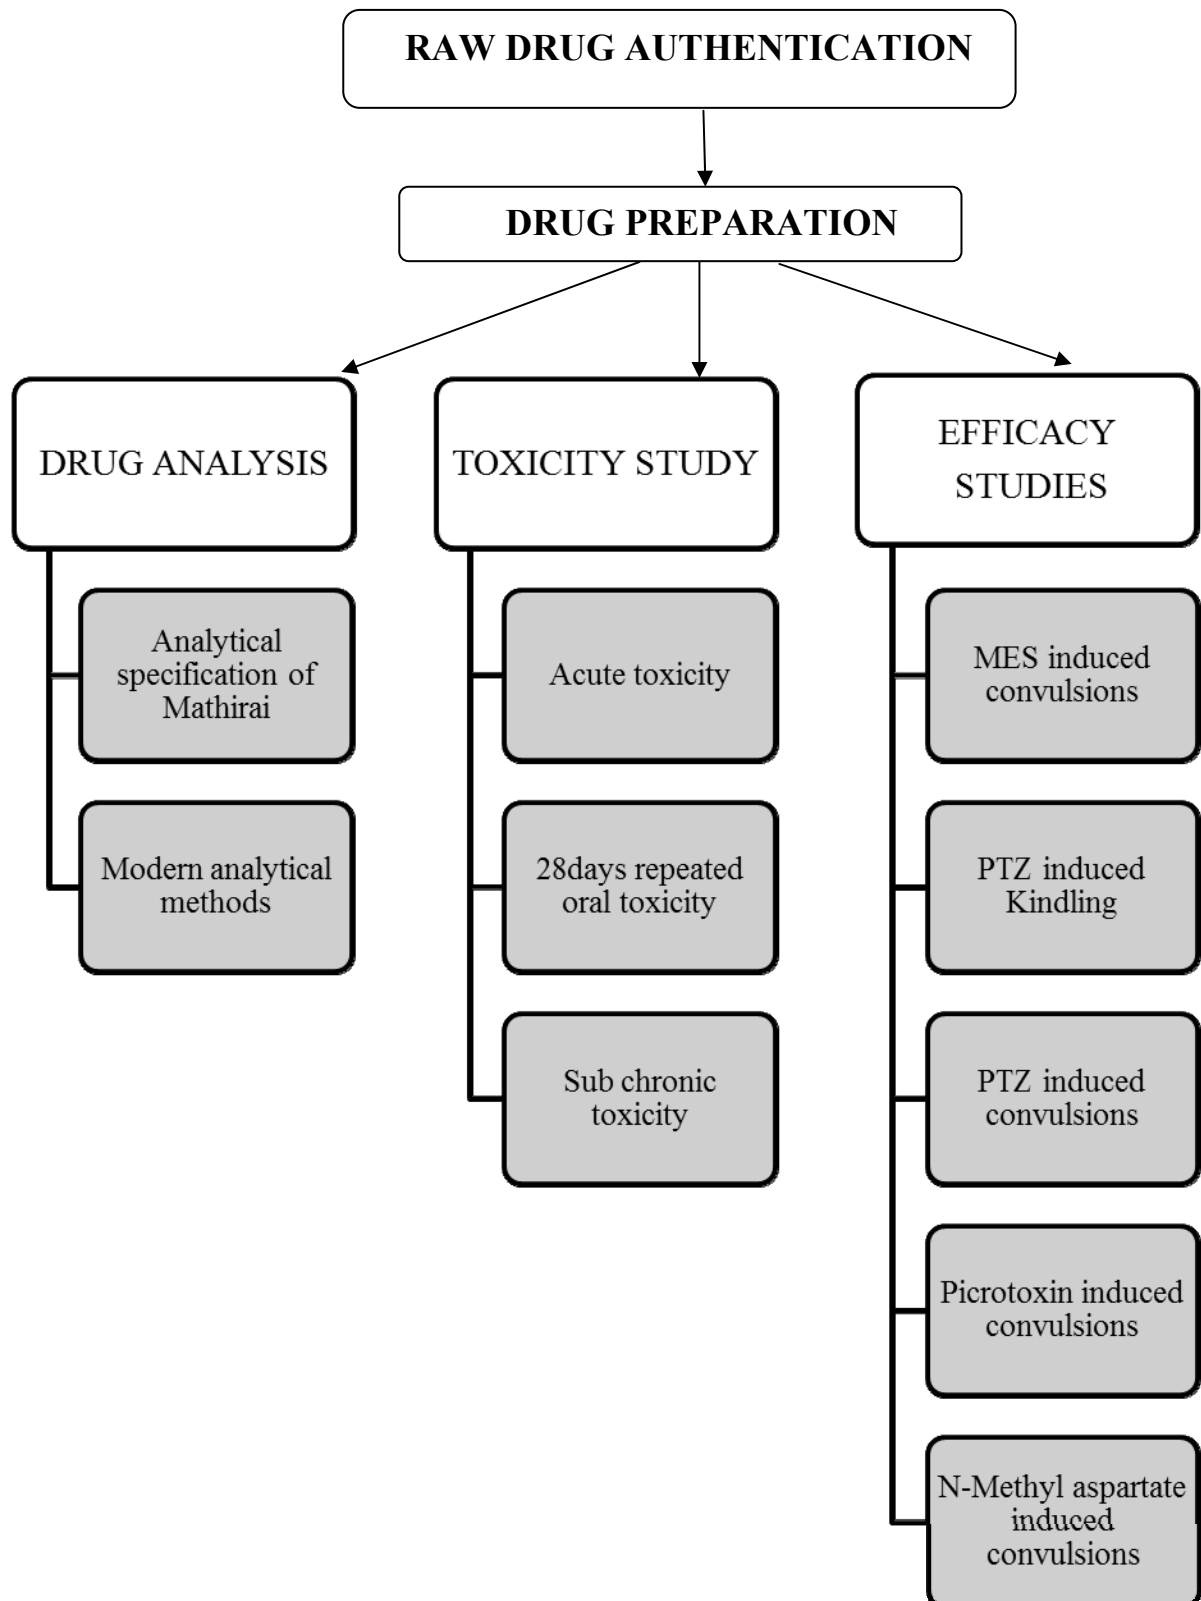 RAW DRUG AUTHENTICATION
DRUG PREPARATION
DRUG ANALYSIS
Analytical
specification of
Mathirai
Modern analytical
methods
TOXICITY STUDY
Acute toxicity
28days repeated
oral toxicity
Sub chronic
toxicity
EFFICACY
STUDIES
MES induced
convulsions
PTZ induced
Kindling
PTZ induced
convulsions
Picrotoxin induced
convulsions
N-Methyl aspartate
induced
convulsions